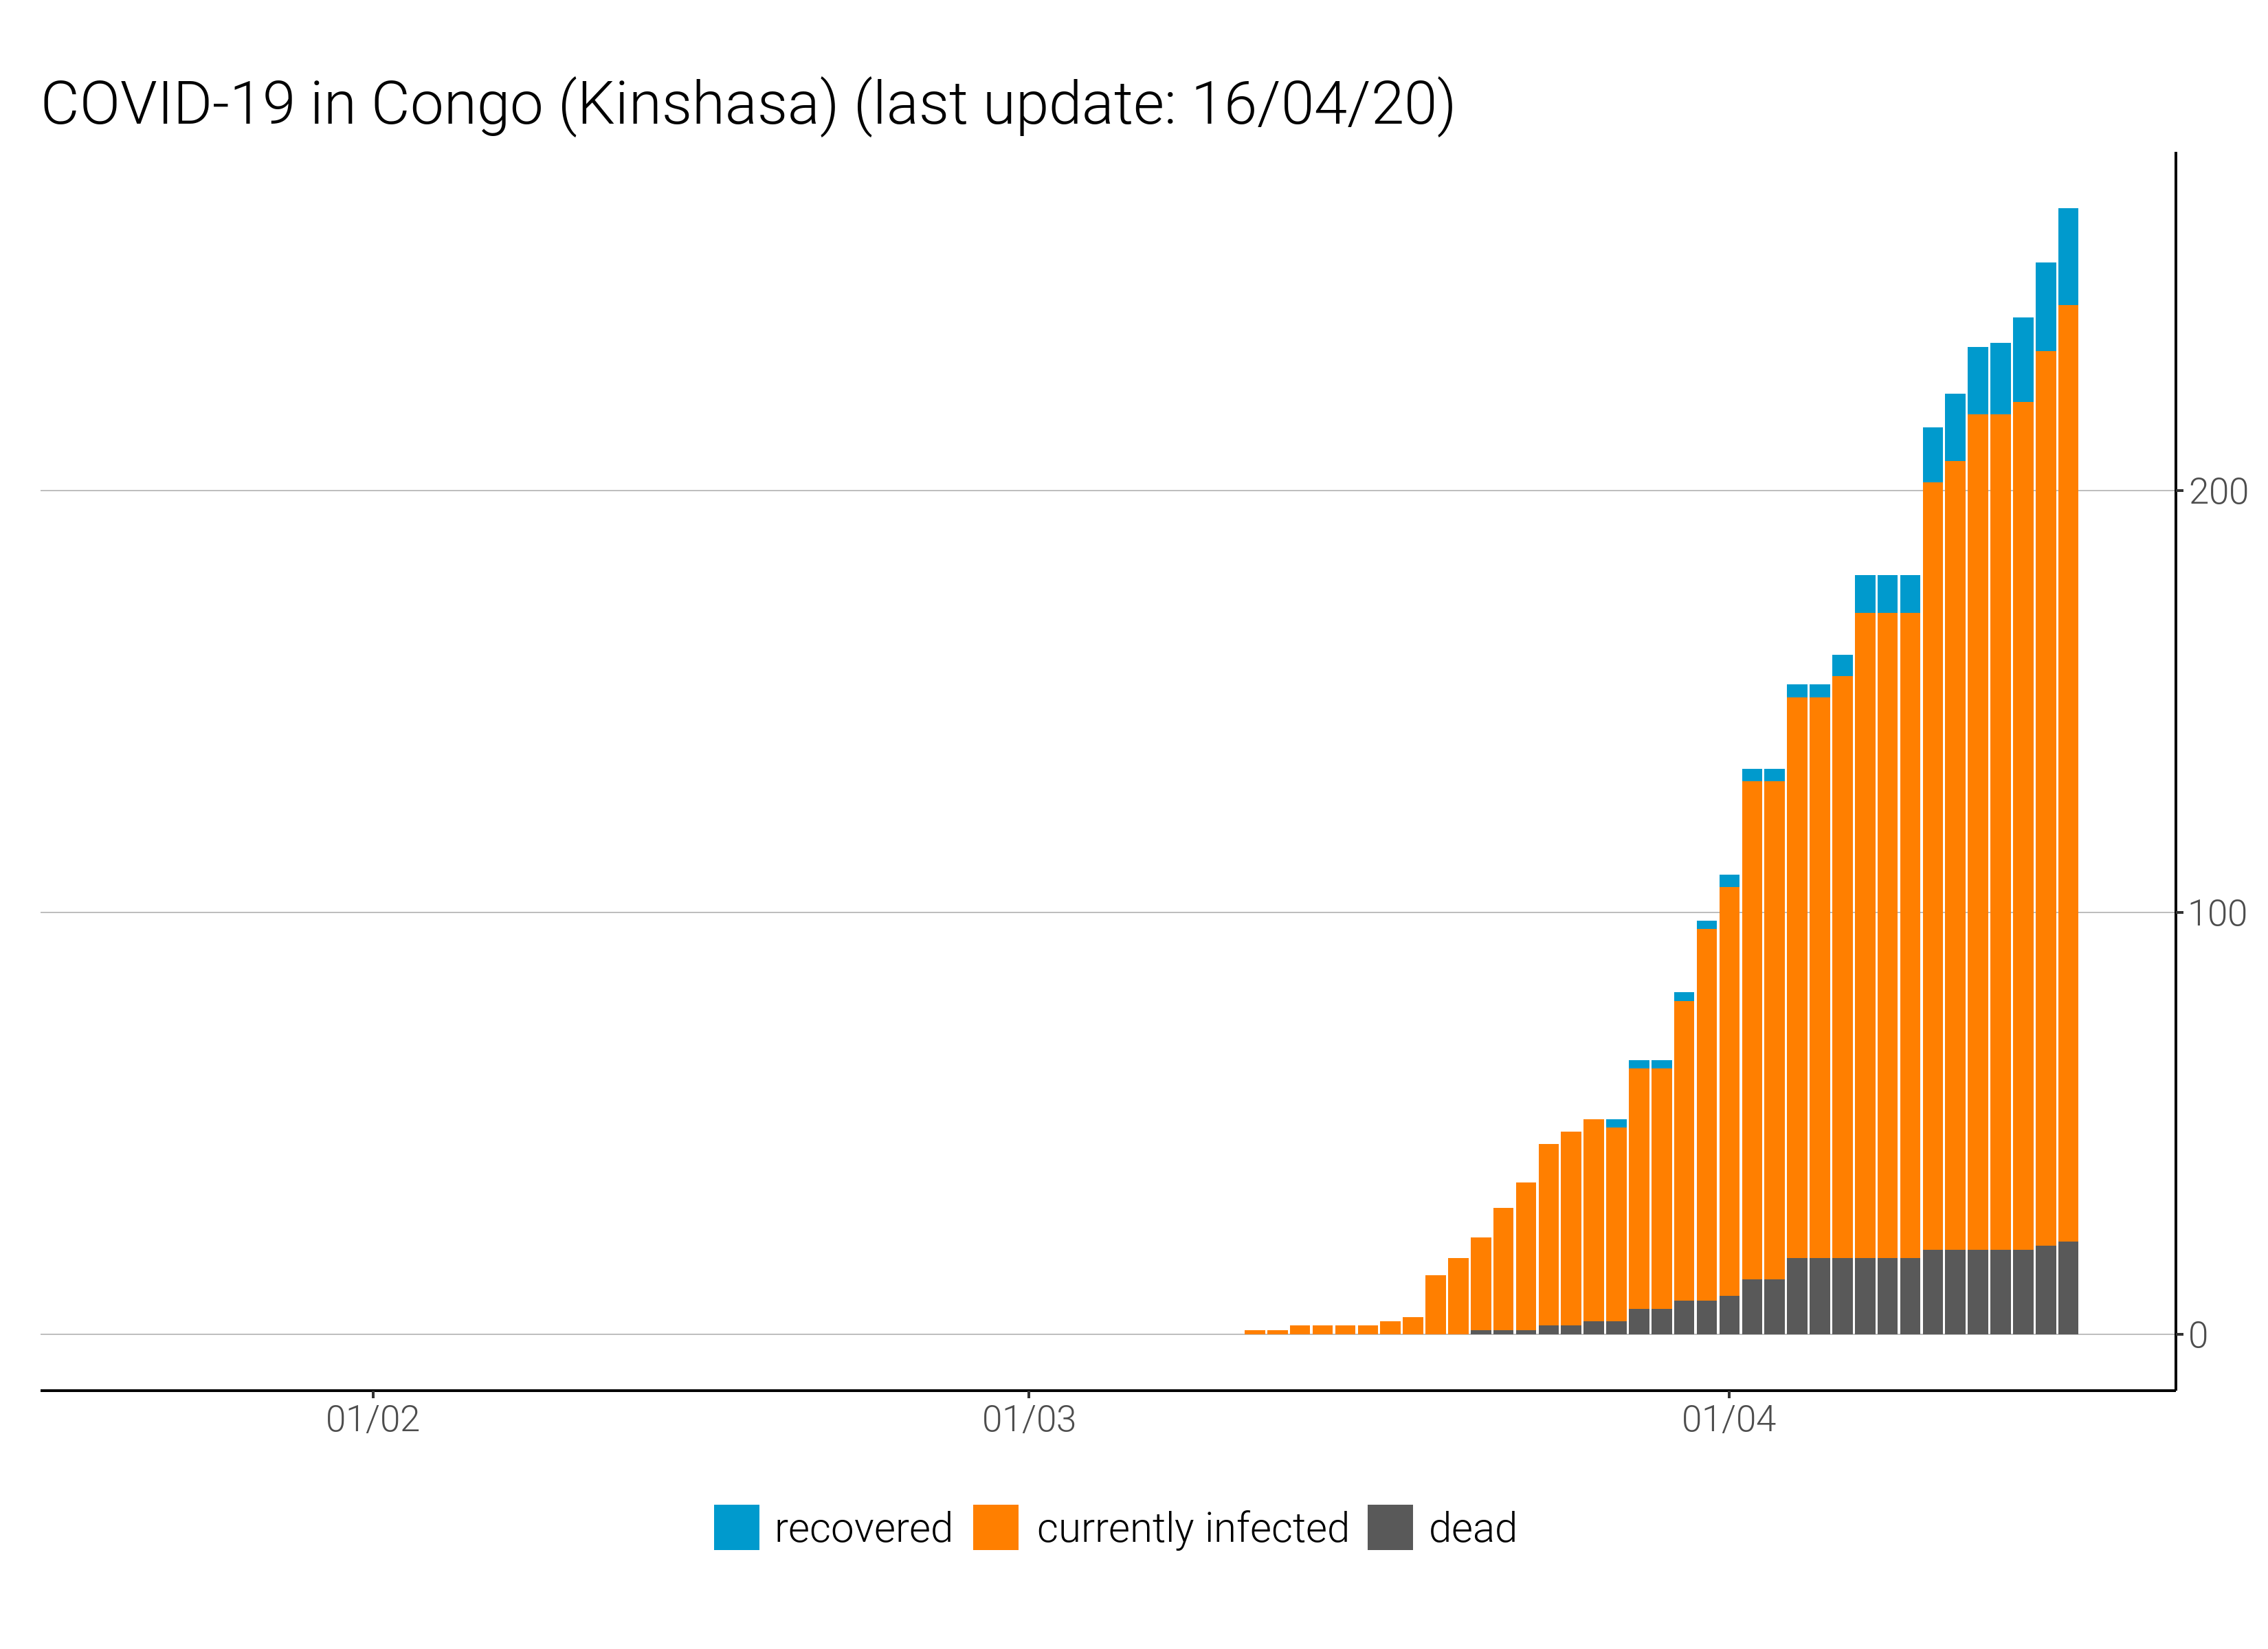 COVID-19 in Congo (Kinshasa) (last update: 16/04/20)
200
100
0
01/02 01/03 01/04
recovered currently infected dead